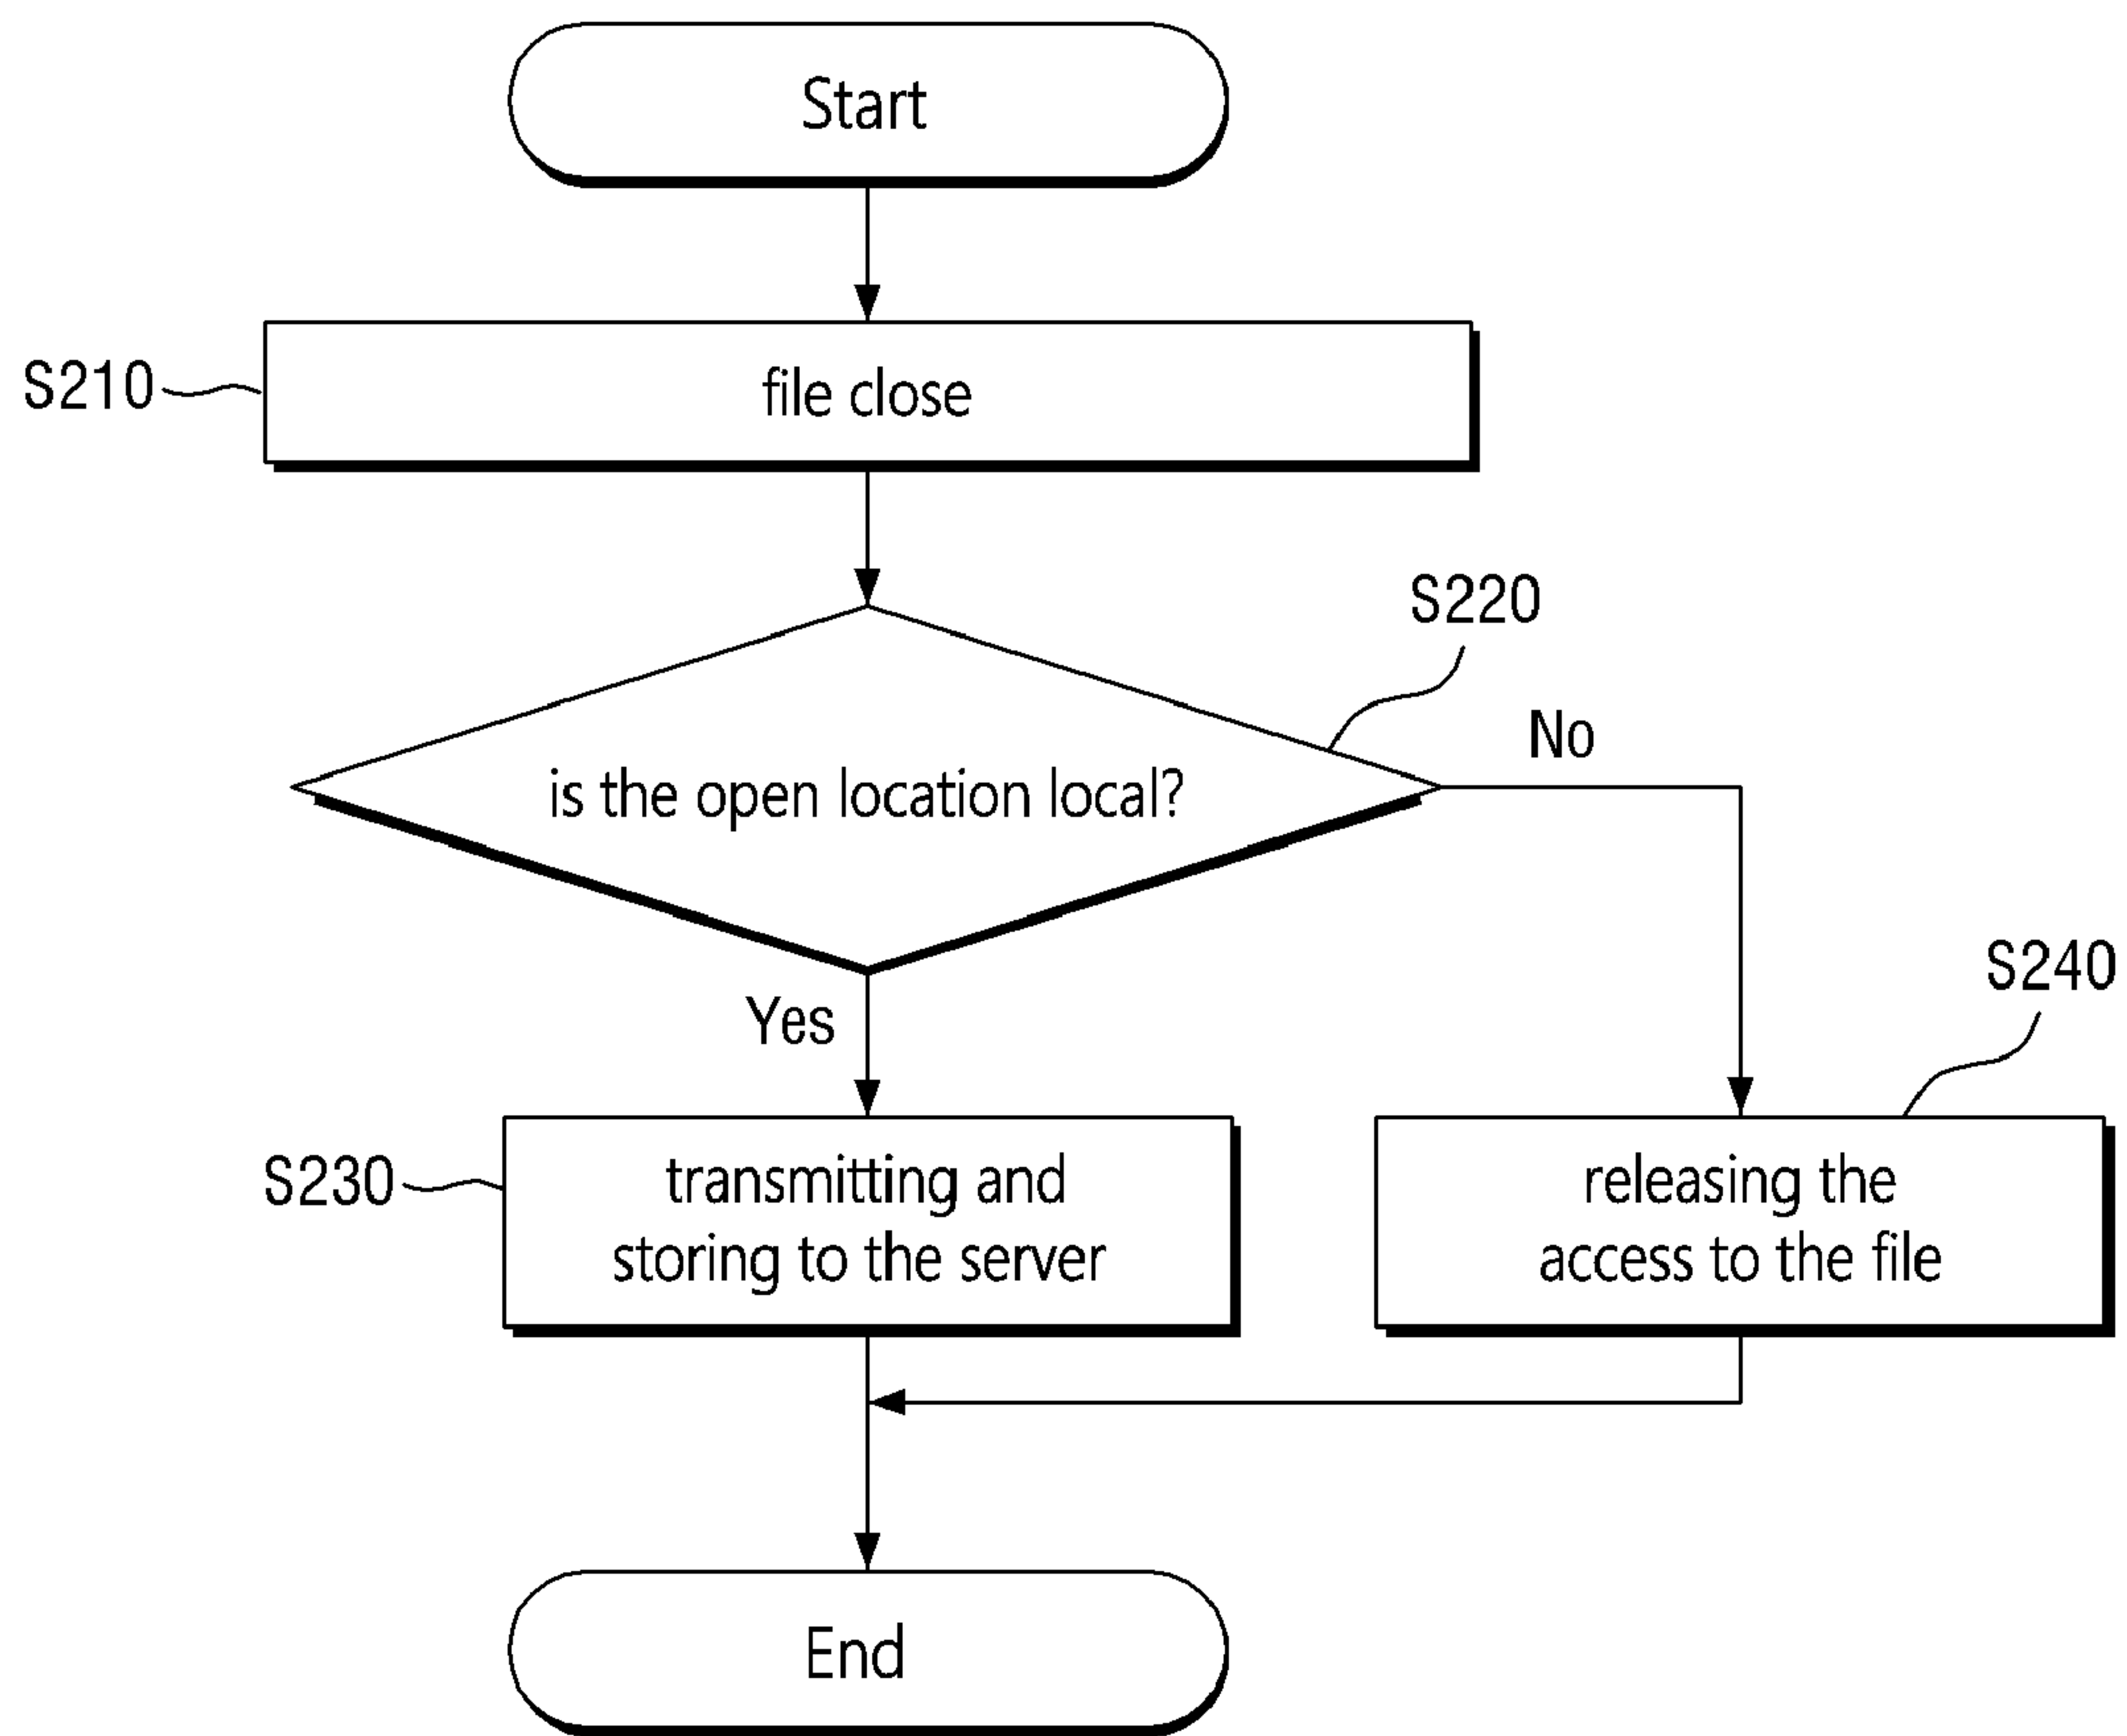 Start
S210
file close
S220
is the open location local?
No
Yes
S240
S230
transmitting and
storing to the server
releasing the
access to the file
End